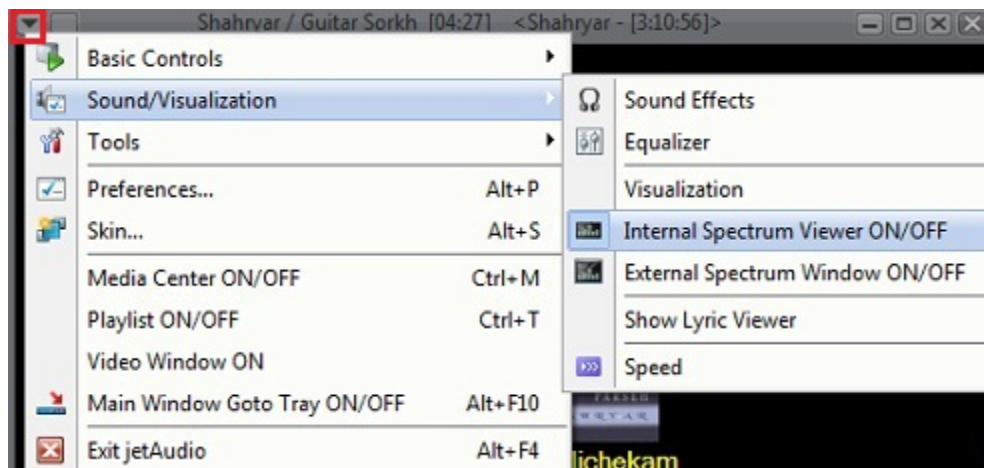 Shahryar / Guitar Sorkh [04:27] <Shahryar - [3:10:56]>
Basic Controls
Sound/Visualization
Tools
Preferences... Alt+P
Skin... Alt+S
Media Center ON/OFF Ctrl+M
Playlist ON/OFF Ctrl+T
Video Window ON
Main Window Goto Tray ON/OFF Alt+F10
Exit jetAudio Alt+F4
Sound Effects
Equalizer
Visualization
Internal Spectrum Viewer ON/OFF
External Spectrum Window ON/OFF
Show Lyric Viewer
Speed
PARSEH
lichekam